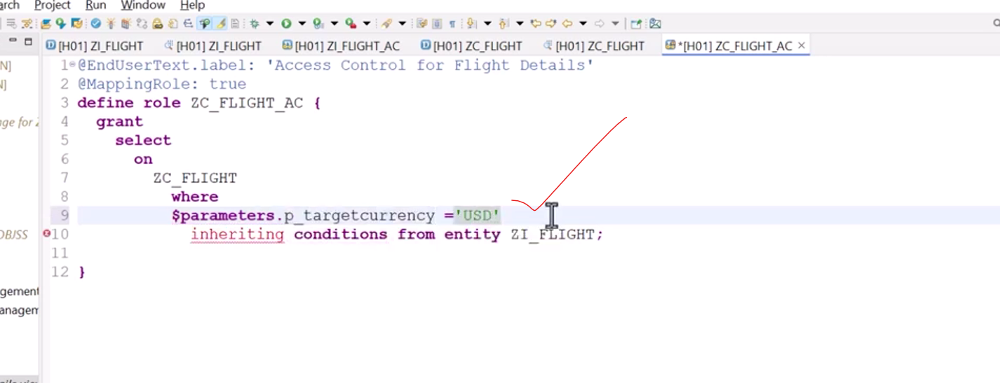 arch Project Run Window Help
[H01] ZI_FLIGHT [H01] ZI_FLIGHT [H01] ZI_FLIGHT_AC [H01] ZC_FLIGHT [H01] ZC_FLIGHT *[H01] ZC_FLIGHT_AC
N]
N]
nge for Z
DBJSS
gement
anagem
1 @EndUserText.label: 'Access Control for Flight Details'
2 @MappingRole: true
3 define role ZC_FLIGHT_AC {
4 grant
5 select
6 on
7 ZC_FLIGHT
8 where
9 $parameters.p_targetcurrency ='USD'
10 inheriting conditions from entity ZI_FLIGHT;
11
12 }